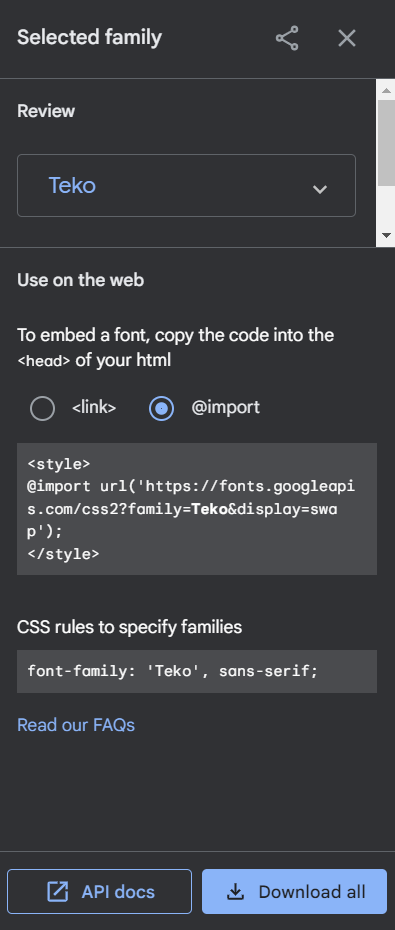 Selected family
Review
Teko
Use on the web
To embed a font, copy the code into the
<head> of your html
<link>
@import
<style>
@import url('https://fonts.googleapi
s.com/css2?family=Teko&display=swa
p');
</style>
CSS rules to specify families
font-family: 'Teko', sans-serif;
Read our FAQs
API docs
Download all